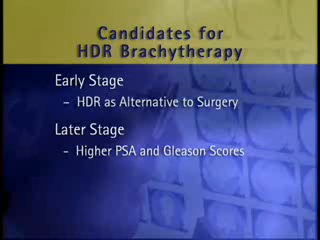 Candidates for
HDR Brachytherapy
Early Stage
– HDR as Alternative to Surgery
Later Stage
- Higher PSA and Gleason Scores